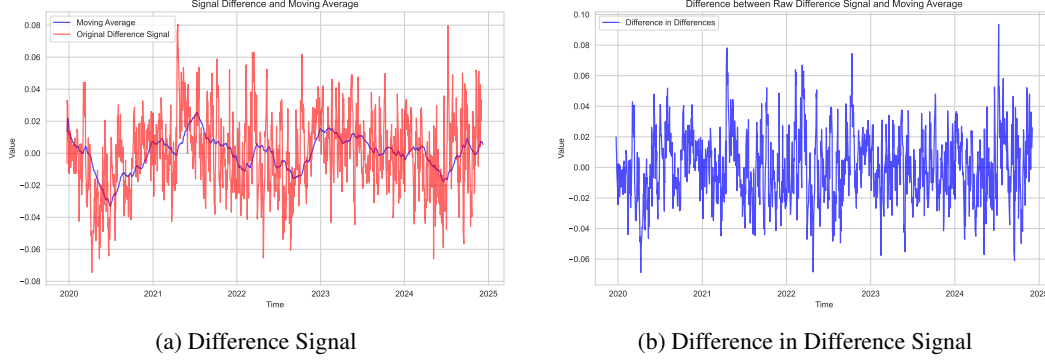 Signal Difference and Moving Average
Moving Average
Original Difference Signal
0.08
0.06
0.04
0.02
0.00
−0.02
−0.04
−0.06
−0.08
Value
2020
2021
2022
2023
2024
2025
Time
(a) Difference Signal
Difference between Raw Difference Signal and Moving Average
Difference in Differences
0.10
0.08
0.06
0.04
0.02
0.00
−0.02
−0.04
−0.06
Value
2020
2021
2022
2023
2024
2025
Time
(b) Difference in Difference Signal